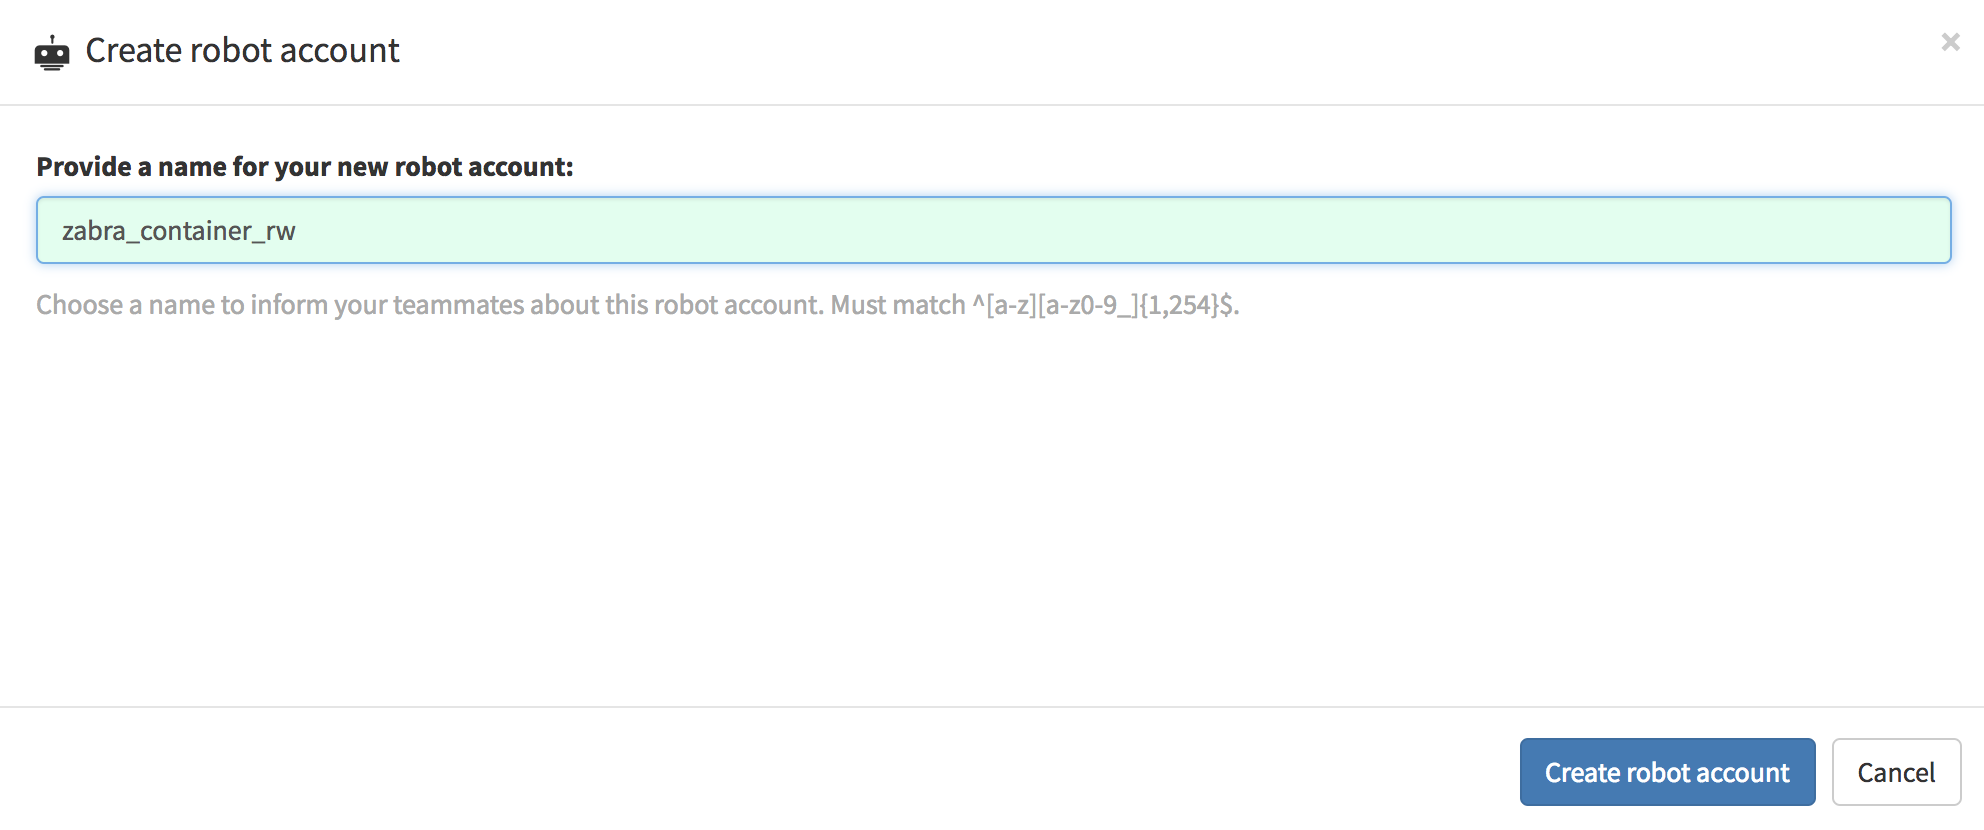 Create robot account
×
Provide a name for your new robot account:
zabra_container_rw
Choose a name to inform your teammates about this robot account. Must match ^[a-z][a-z0-9_]{1,254}$.
Create robot account
Cancel